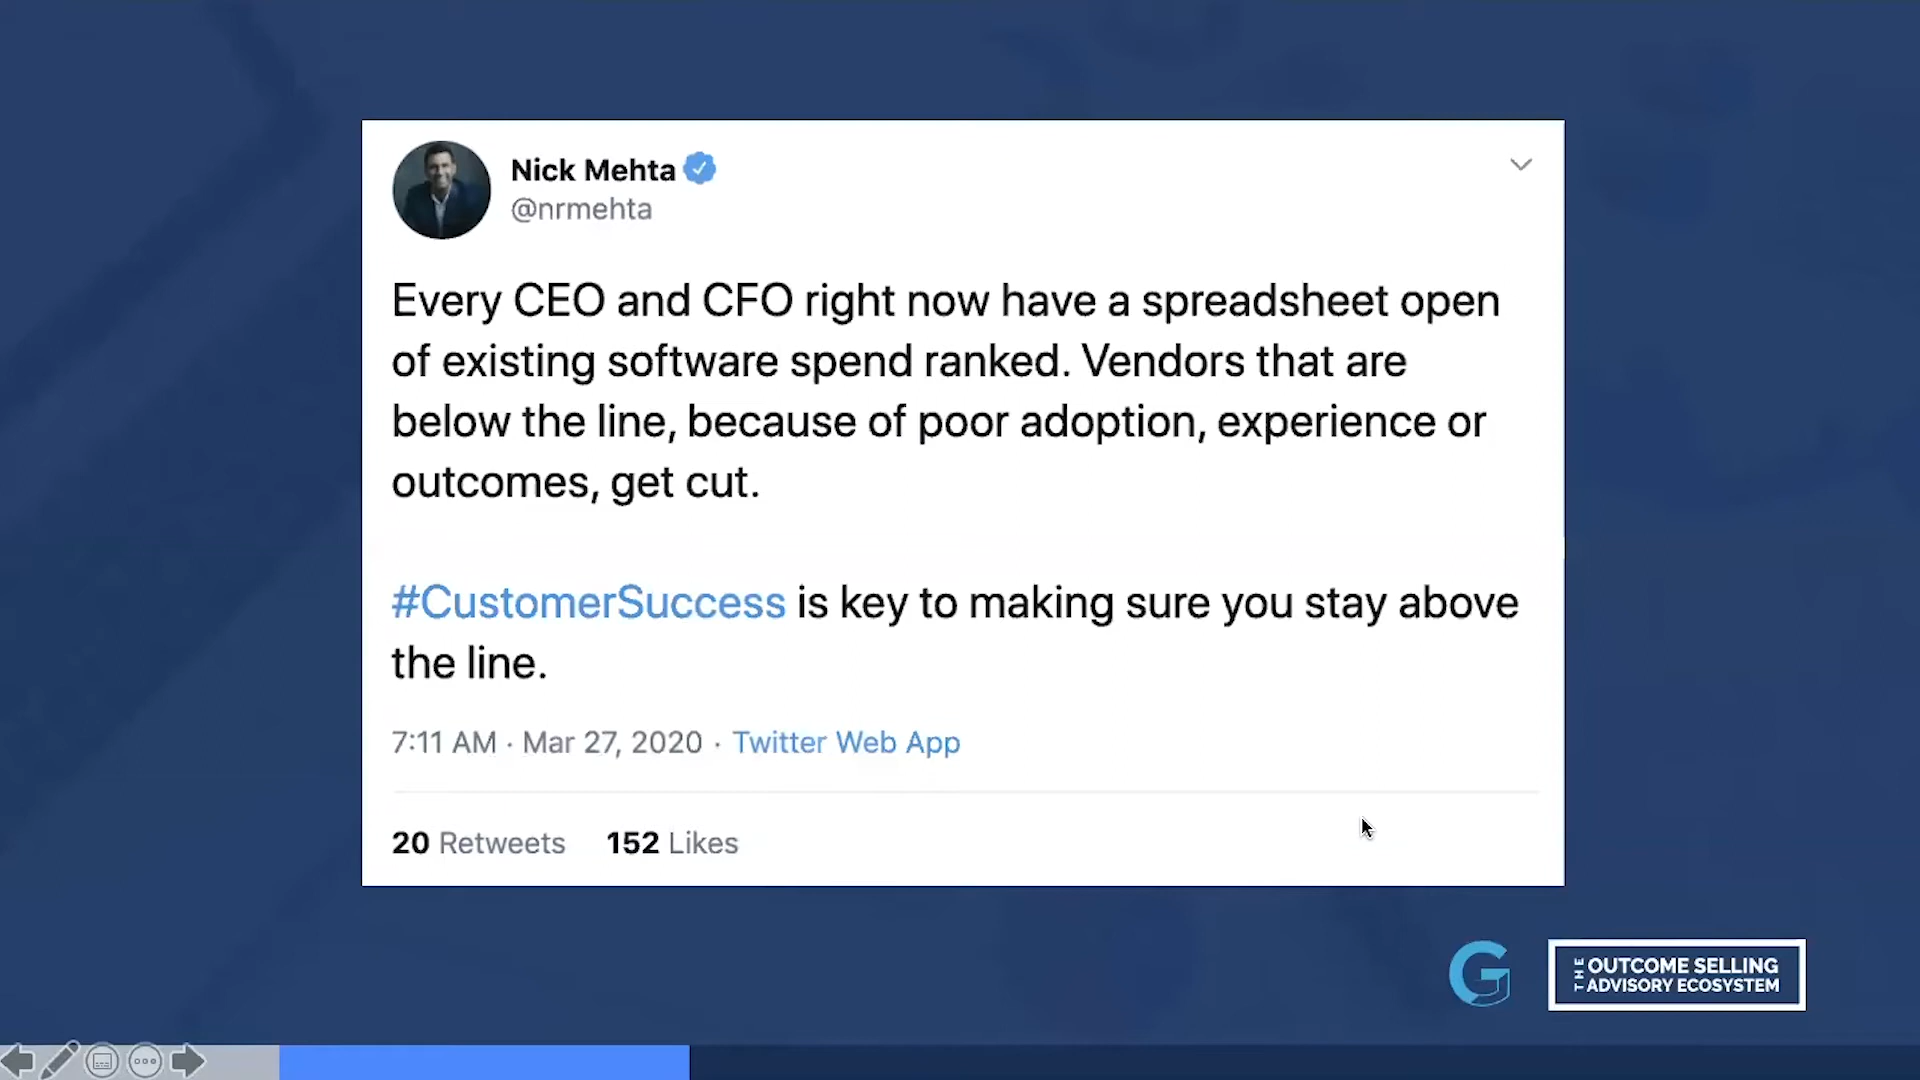 Nick Mehta
@nrmehta
Every CEO and CFO right now have a spreadsheet open
of existing software spend ranked. Vendors that are
below the line, because of poor adoption, experience or
outcomes, get cut.
#CustomerSuccess is key to making sure you stay above
the line.
7:11 AM · Mar 27, 2020 · Twitter Web App
20 Retweets 152 Likes
G
THE OUTCOME SELLING
ADVISORY ECOSYSTEM